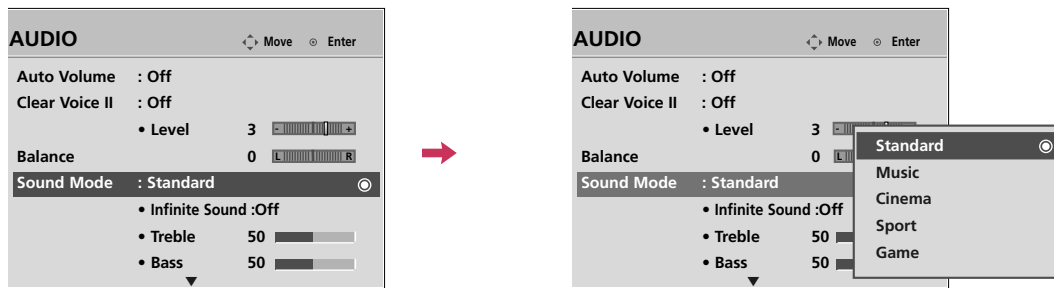 AUDIO Move Enter
Auto Volume : Off
Clear Voice II : Off
• Level 3 - +
Balance 0 L R
Sound Mode : Standard
• Infinite Sound :Off
• Treble 50
• Bass 50
AUDIO Move Enter
Auto Volume : Off
Clear Voice II : Off
• Level 3 -
Balance 0 L
Sound Mode : Standard
• Infinite Sound :Off
• Treble 50
• Bass 50
Standard
Music
Cinema
Sport
Game